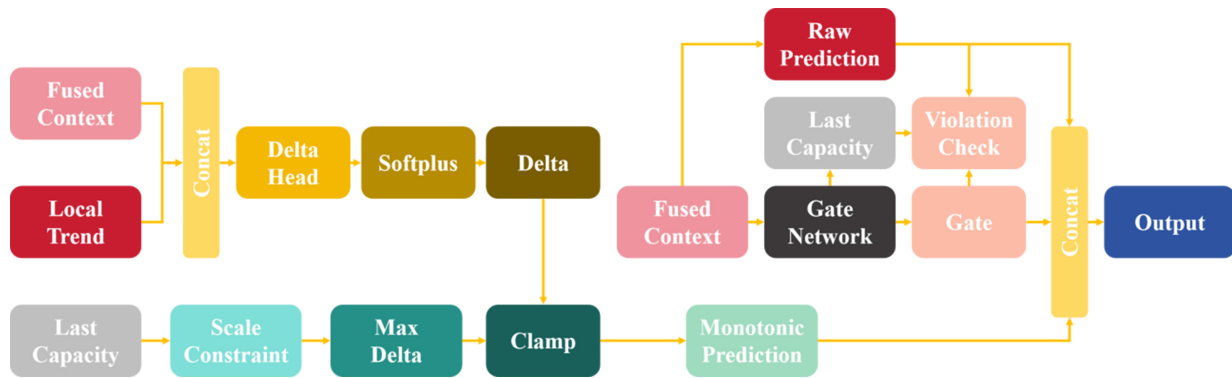 Fused
Context
Local
Trend
Concat
Delta
Head
Softplus
Delta
Last
Capacity
Scale
Constraint
Max
Delta
Clamp
Monotonic
Prediction
Raw
Prediction
Last
Capacity
Violation
Check
Fused
Context
Gate
Network
Gate
Concat
Output